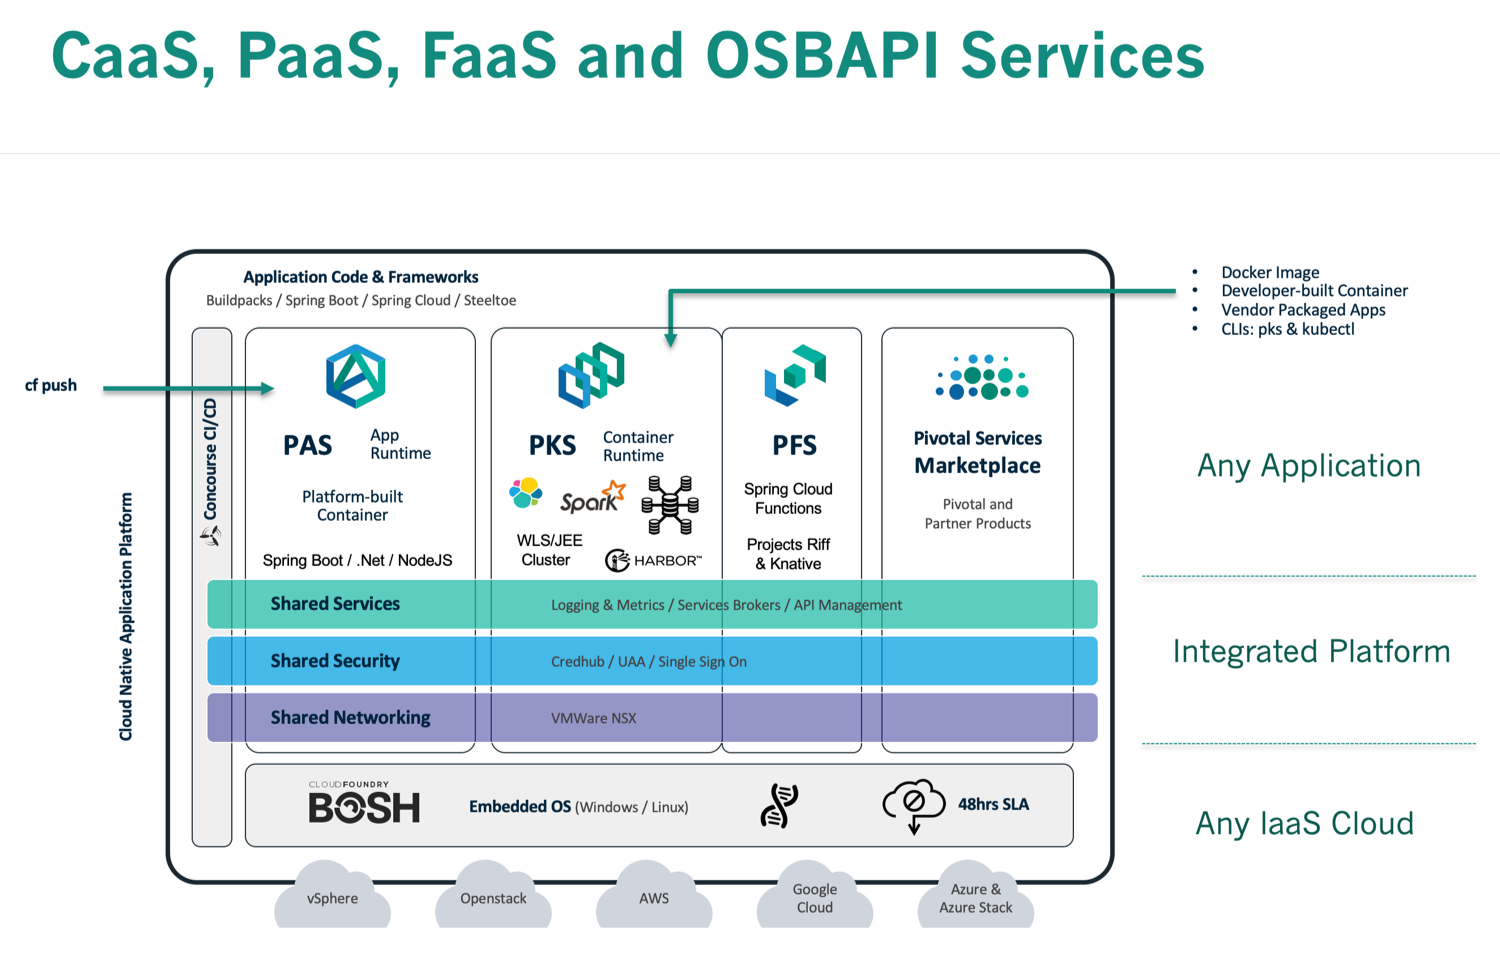 CaaS, PaaS, FaaS and OSBAPI Services
Application Code & Frameworks
Buildpacks / Spring Boot / Spring Cloud / Steeltoe
• Docker Image
• Developer-built Container
• Vendor Packaged Apps
• CLIs: pks & kubectl
cf push
Cloud Native Application Platform
Concourse CI/CD
PAS
App
Runtime
Platform-built
Container
Spring Boot / .Net / NodeJS
PKS
Container
Runtime
Spark
WLS/JEE
Cluster
HARBOR™
PFS
Spring Cloud
Functions
Projects Riff
& Knative
Pivotal Services
Marketplace
Pivotal and
Partner Products
Any Application
Shared Services
Logging & Metrics / Services Brokers / API Management
Shared Security
Credhub / UAA / Single Sign On
Shared Networking
VMWare NSX
Integrated Platform
CLOUDFOUNDRY
BOSH
Embedded OS (Windows / Linux)
48hrs SLA
Any IaaS Cloud
vSphere
Openstack
AWS
Google
Cloud
Azure &
Azure Stack